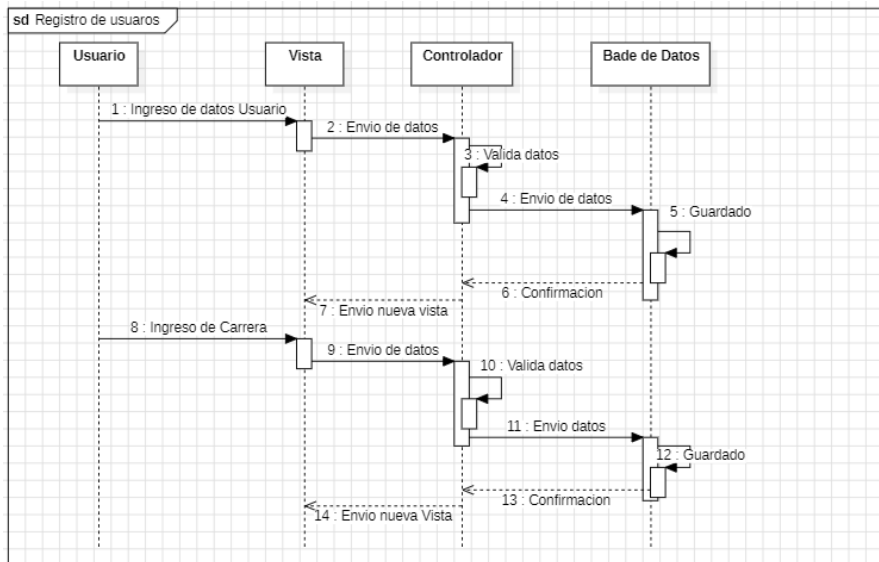 sd Registro de usuaros
Usuario
Vista
Controlador
Bade de Datos
1 : Ingreso de datos Usuario
2 : Envio de datos
3 : Valida datos
4 : Envio de datos
5 : Guardado
6 : Confirmacion
7 : Envio nueva vista
8 : Ingreso de Carrera
9 : Envio de datos
10 : Valida datos
11 : Envio datos
12 : Guardado
13 : Confirmacion
14 : Envio nueva Vista